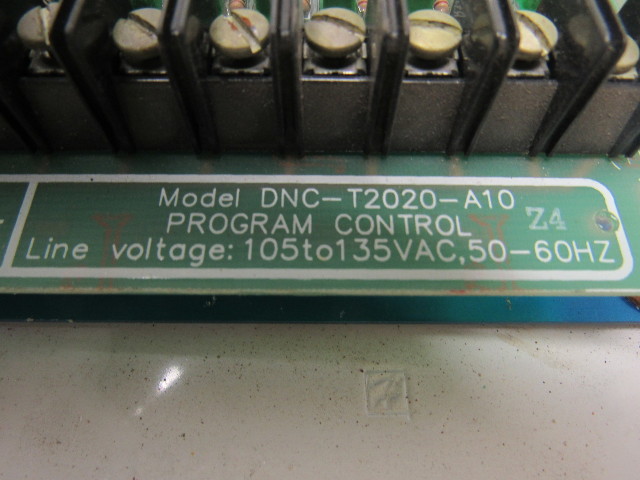 Model DNC-T2020-A10
PROGRAM CONTROL Z4
Line voltage:105to135VAC,50-60HZ